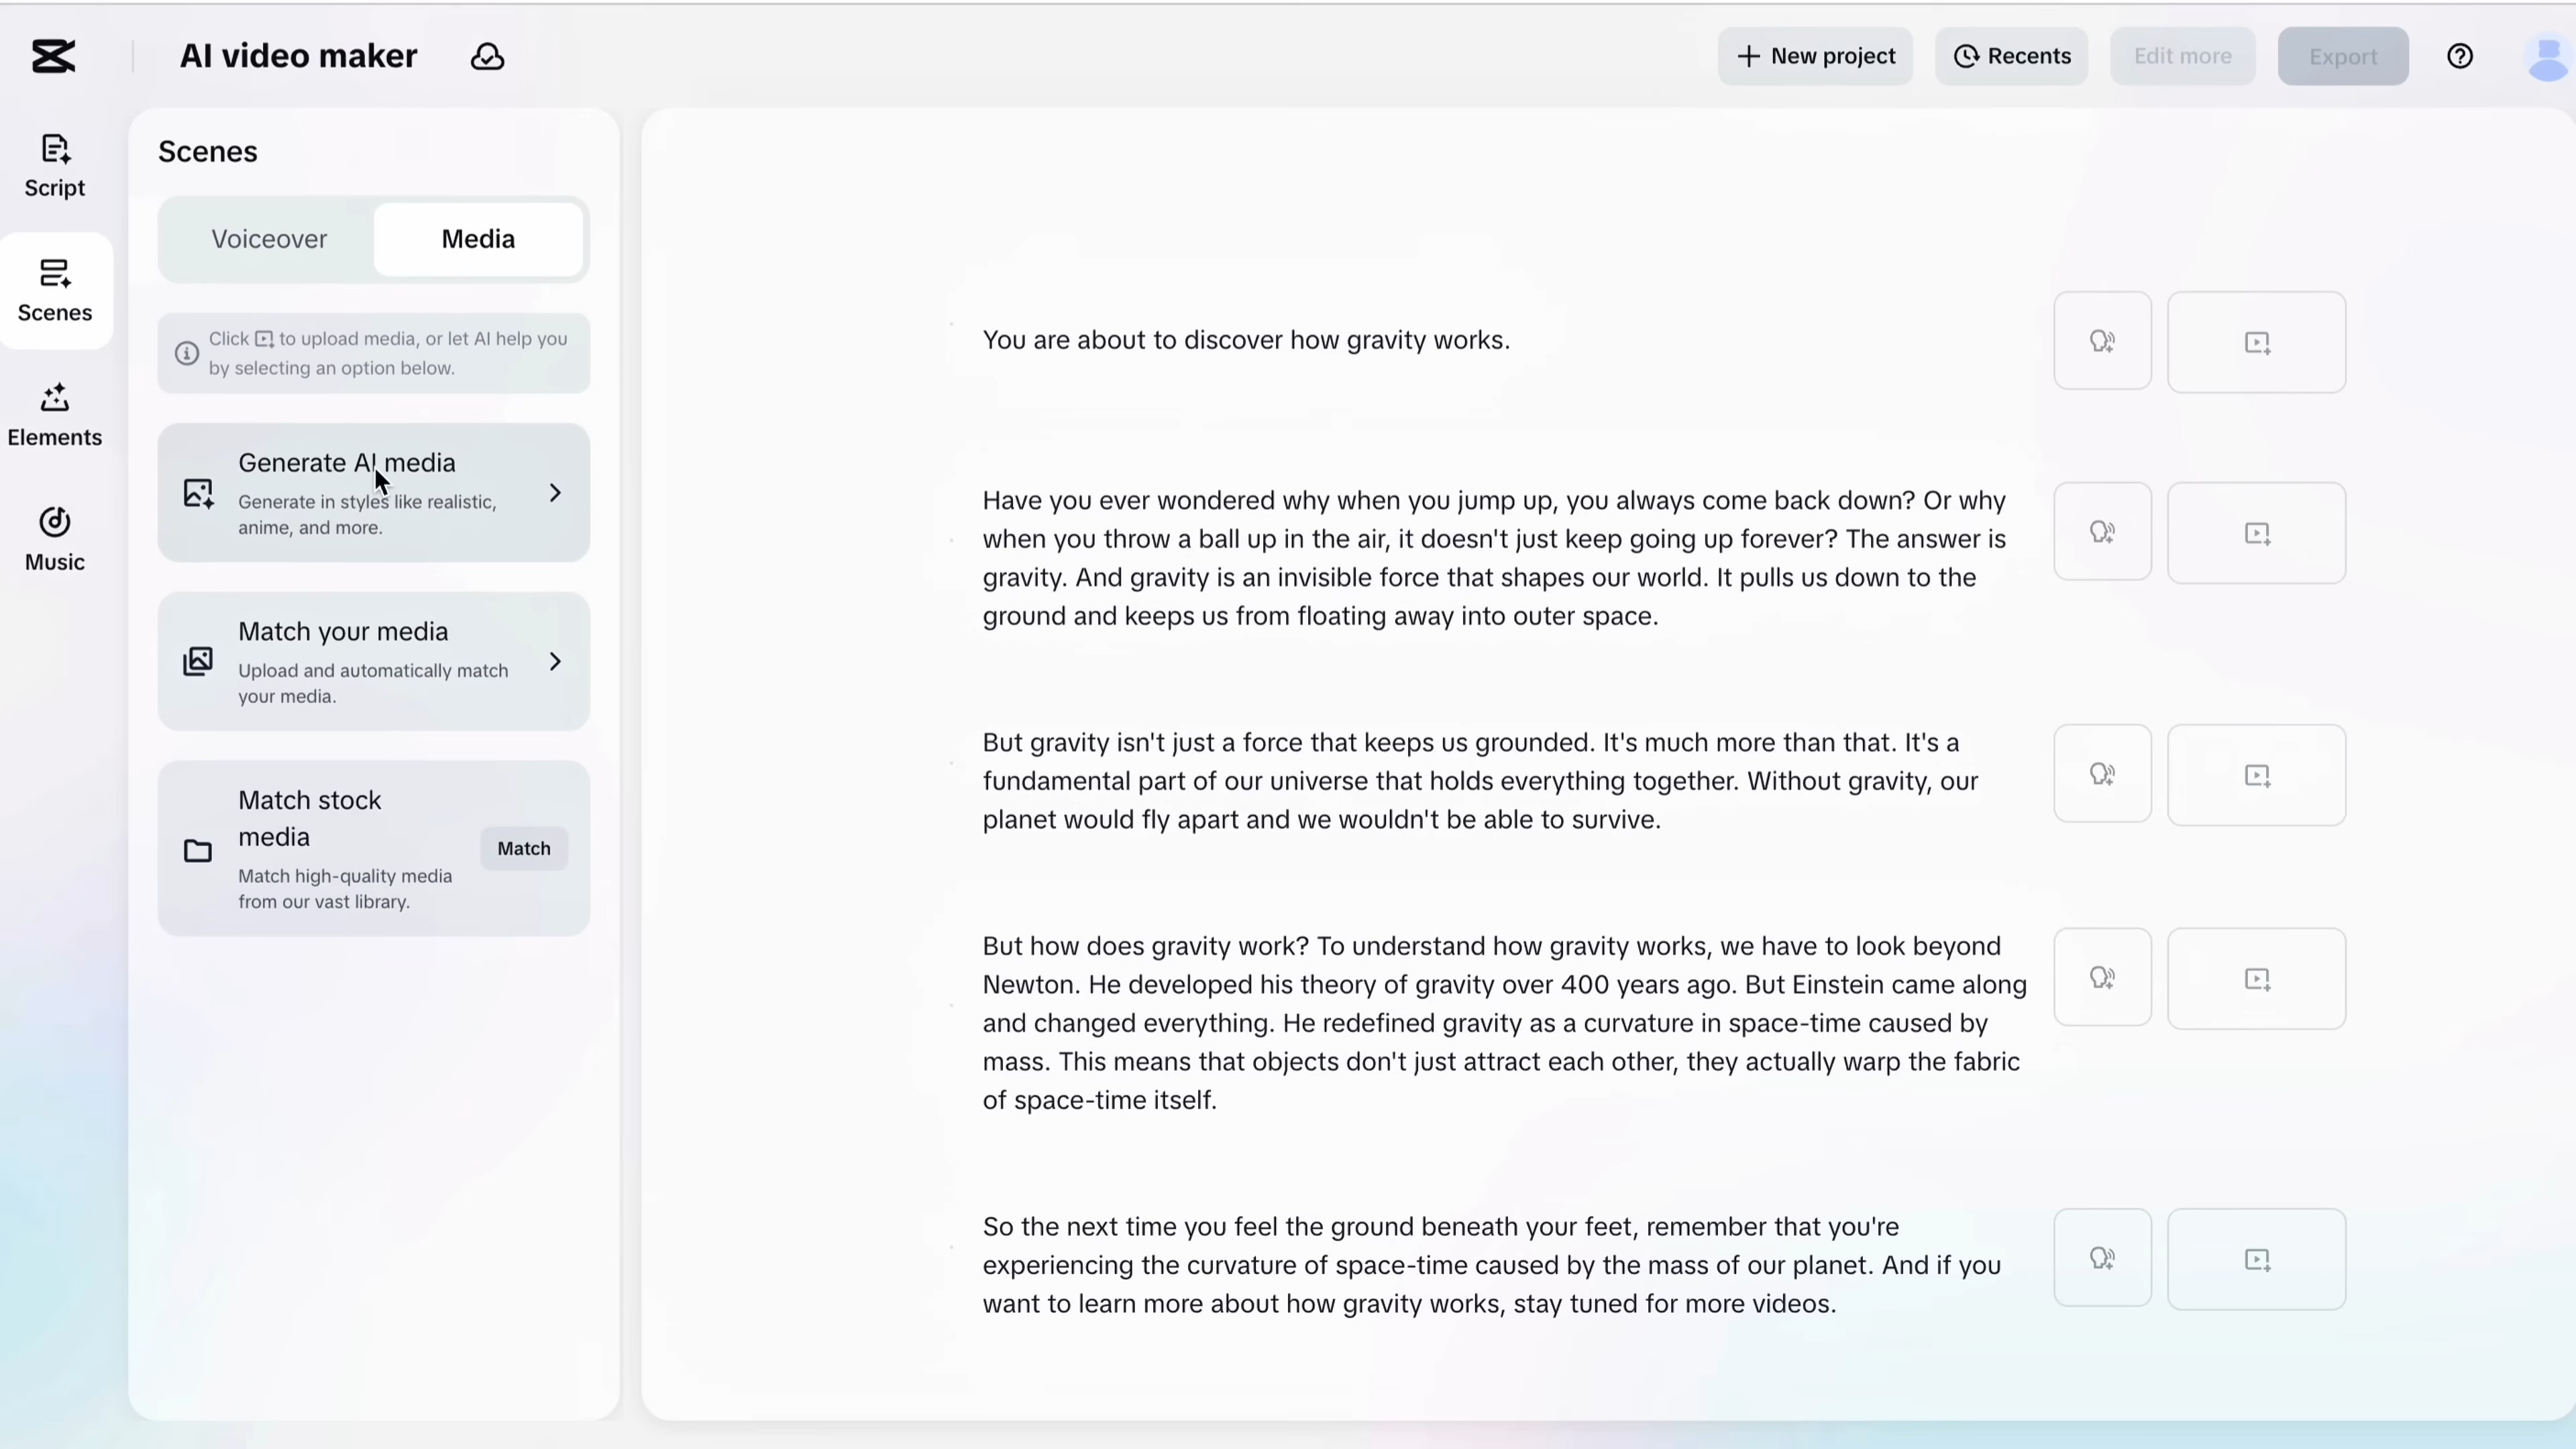 AI video maker
New project
Recents
Edit more
Export
Script
Scenes
Elements
Music
Scenes
Voiceover
Media
Click to upload media, or let AI help you
by selecting an option below.
Generate AI media
Generate in styles like realistic,
anime, and more.
Match your media
Upload and automatically match
your media.
Match stock
media
Match high-quality media
from our vast library.
Match
You are about to discover how gravity works.
Have you ever wondered why when you jump up, you always come back down? Or why
when you throw a ball up in the air, it doesn't just keep going up forever? The answer is
gravity. And gravity is an invisible force that shapes our world. It pulls us down to the
ground and keeps us from floating away into outer space.
But gravity isn't just a force that keeps us grounded. It's much more than that. It's a
fundamental part of our universe that holds everything together. Without gravity, our
planet would fly apart and we wouldn't be able to survive.
But how does gravity work? To understand how gravity works, we have to look beyond
Newton. He developed his theory of gravity over 400 years ago. But Einstein came along
and changed everything. He redefined gravity as a curvature in space-time caused by
mass. This means that objects don't just attract each other, they actually warp the fabric
of space-time itself.
So the next time you feel the ground beneath your feet, remember that you're
experiencing the curvature of space-time caused by the mass of our planet. And if you
want to learn more about how gravity works, stay tuned for more videos.